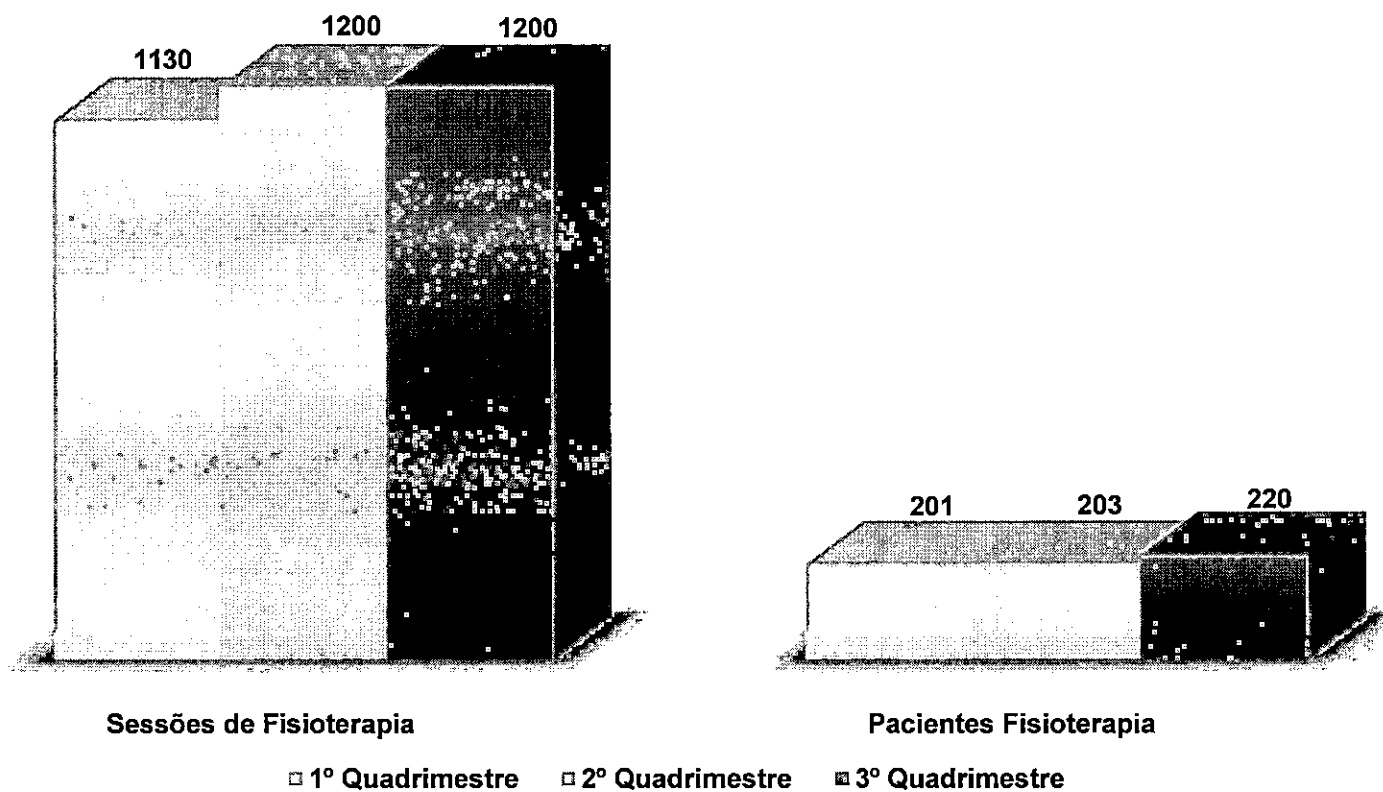 1130 1200 1200
201 203 220
Sessões de Fisioterapia Pacientes Fisioterapia
1º Quadrimestre 2º Quadrimestre 3º Quadrimestre